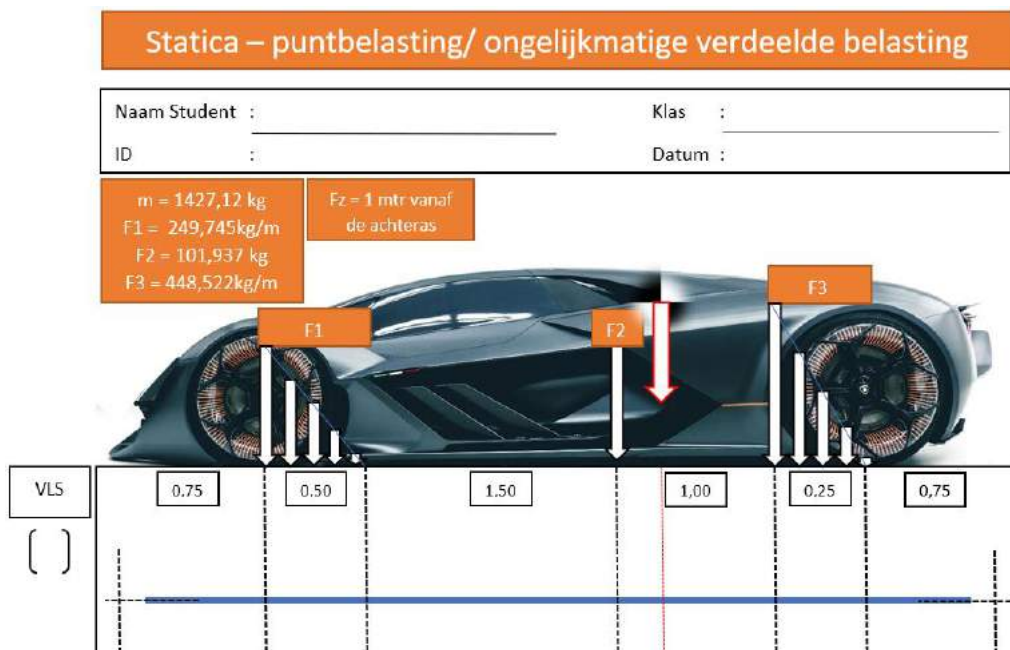 Statica – puntbelasting/ ongelijkmatige verdeelde belasting
Naam Student :
Klas :
ID :
Datum :
m = 1427,12 kg
F1 = 249,745kg/m
F2 = 101,937 kg
F3 = 448,522kg/m
Fz = 1 mtr vanaf
de achteras
F1
F2
F3
VLS
0.75
0.50
1.50
1,00
0.25
0,75